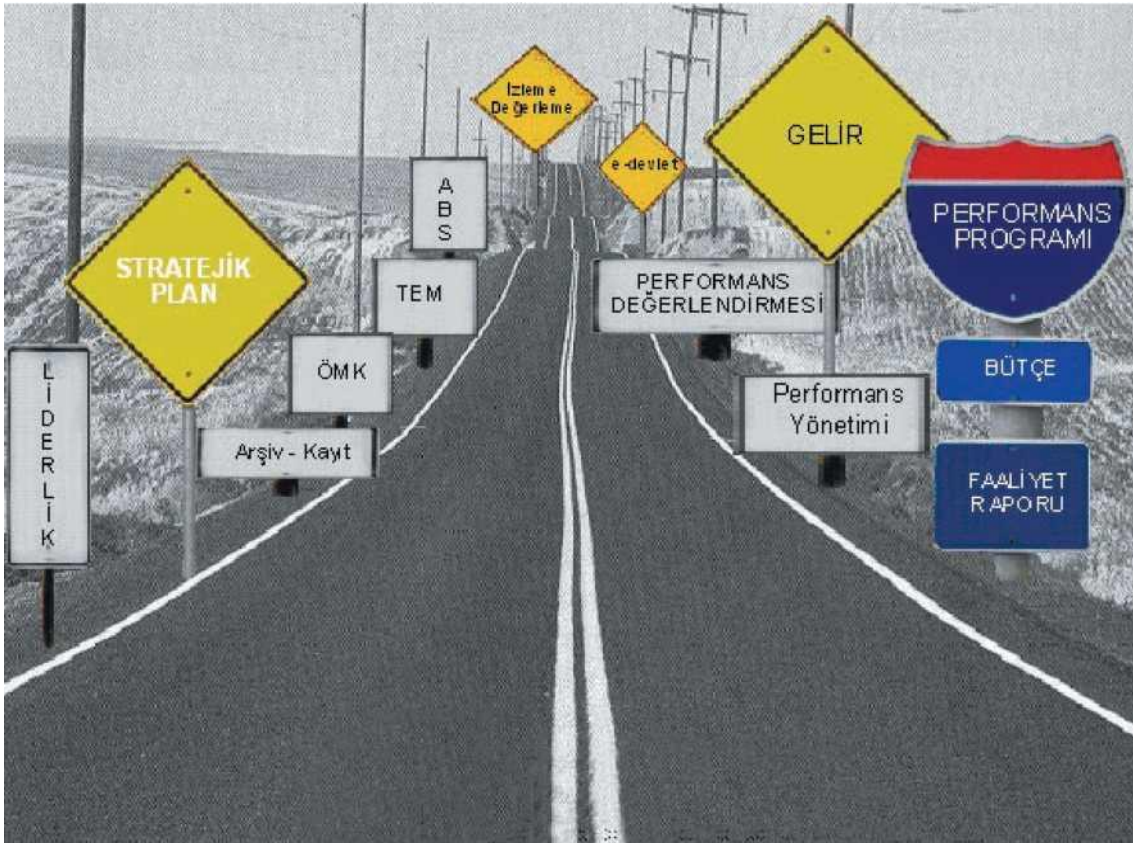 İzleme
Değerleme
e-devlet
GELİR
A
B
S
PERFORMANS
PROGRAMI
STRATEJİK
PLAN
TEM
PERFORMANS
DEĞERLENDİRMESİ
L
İ
D
E
R
L
İ
K
ÖMK
BÜTÇE
Performans
Yönetimi
Arşiv - Kayıt
FAALİYET
RAPORU